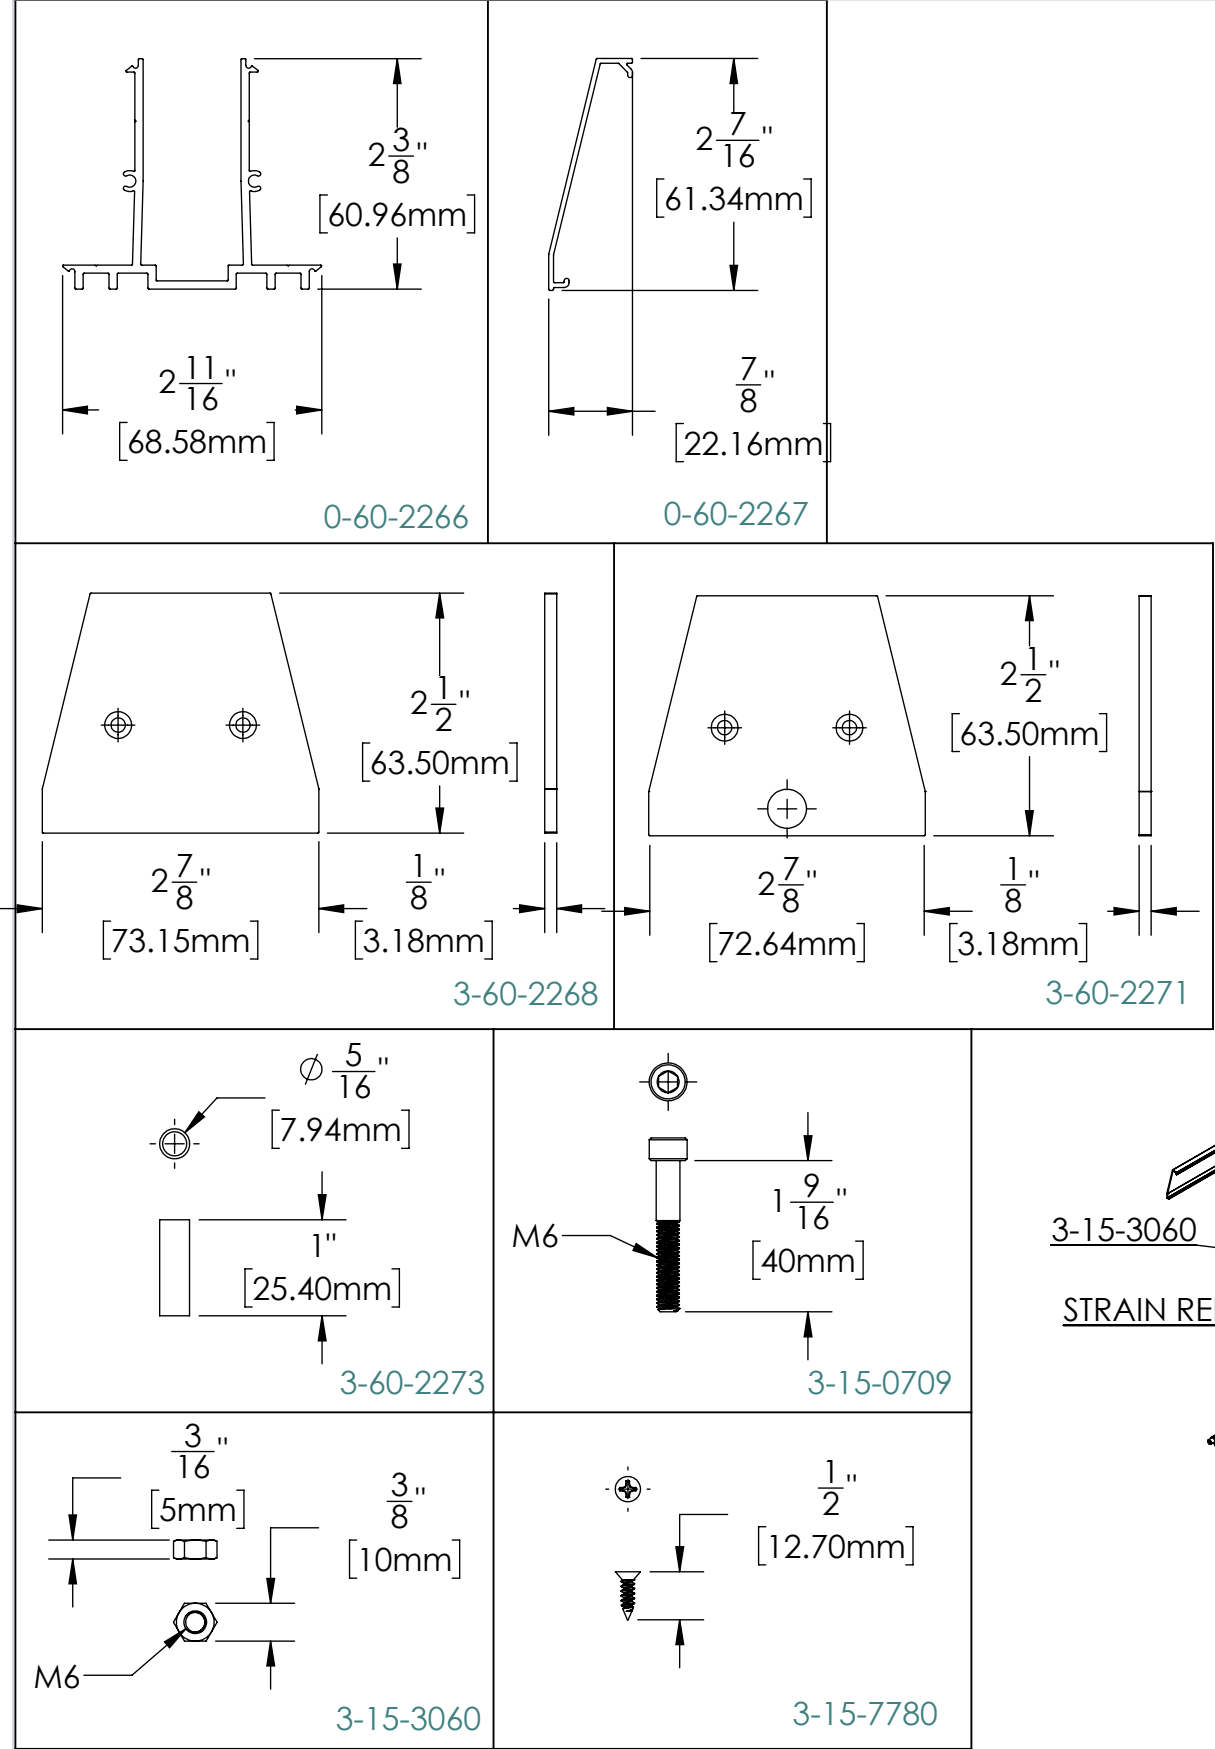 2 3/8"
[60.96mm]
2 11/16"
[68.58mm]
0-60-2266
2 7/16"
[61.34mm]
7/8"
[22.16mm]
0-60-2267
2 1/2"
[63.50mm]
2 7/8"
[73.15mm]
1/8"
[3.18mm]
3-60-2268
2 1/2"
[63.50mm]
2 7/8"
[72.64mm]
1/8"
[3.18mm]
3-60-2271
Ø 5/16"
[7.94mm]
1"
[25.40mm]
3-60-2273
M6
1 9/16"
[40mm]
3-15-0709
3-15-3060
STRAIN RE
3/16"
[5mm]
3/8"
[10mm]
M6
3-15-3060
1/2"
[12.70mm]
3-15-7780